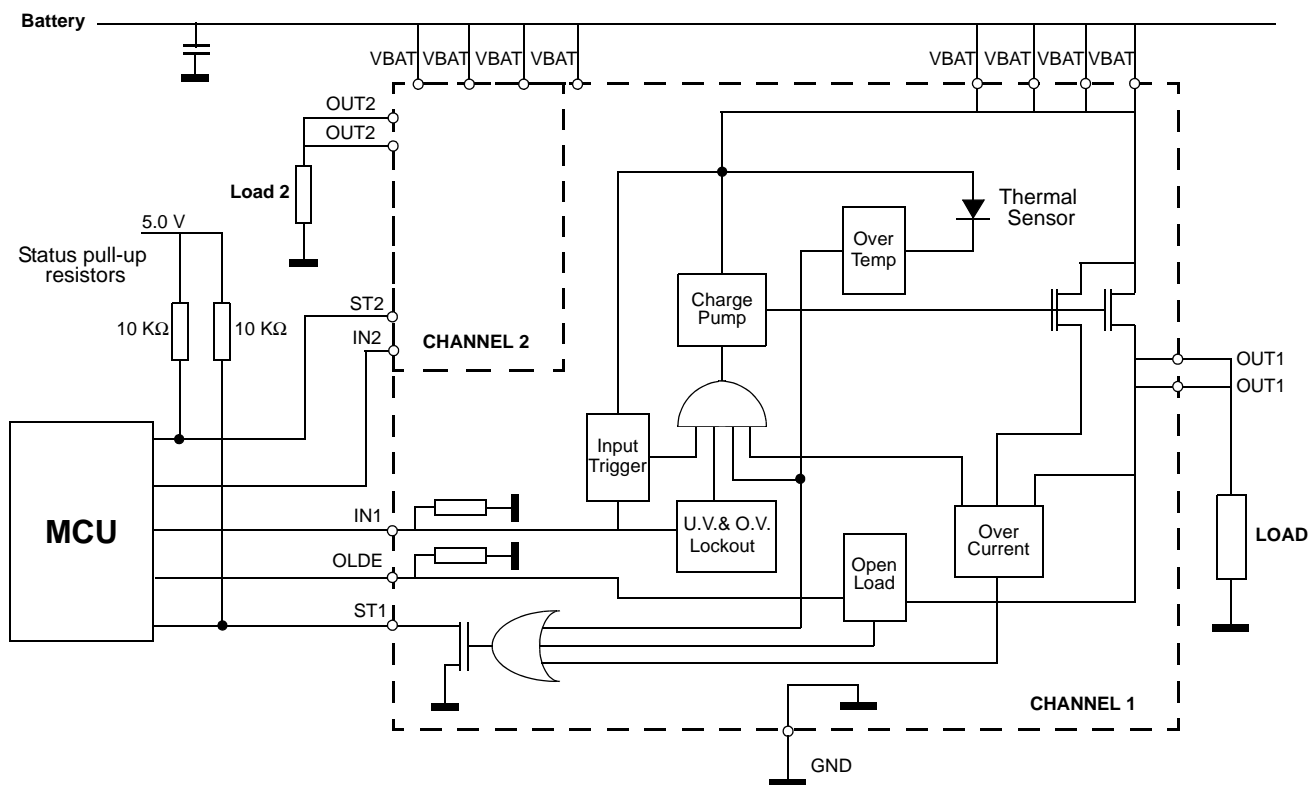 Battery
VBAT VBAT VBAT VBAT
VBAT VBAT VBAT VBAT
OUT2
OUT2
Load 2
5.0 V
Status pull-up
resistors
10 KΩ
10 KΩ
ST2
IN2
CHANNEL 2
Thermal
Sensor
Over
Temp
Charge
Pump
OUT1
OUT1
Input
Trigger
MCU
IN1
U.V.& O.V.
Lockout
Over
Current
LOAD
OLDE
Open
Load
ST1
CHANNEL 1
GND